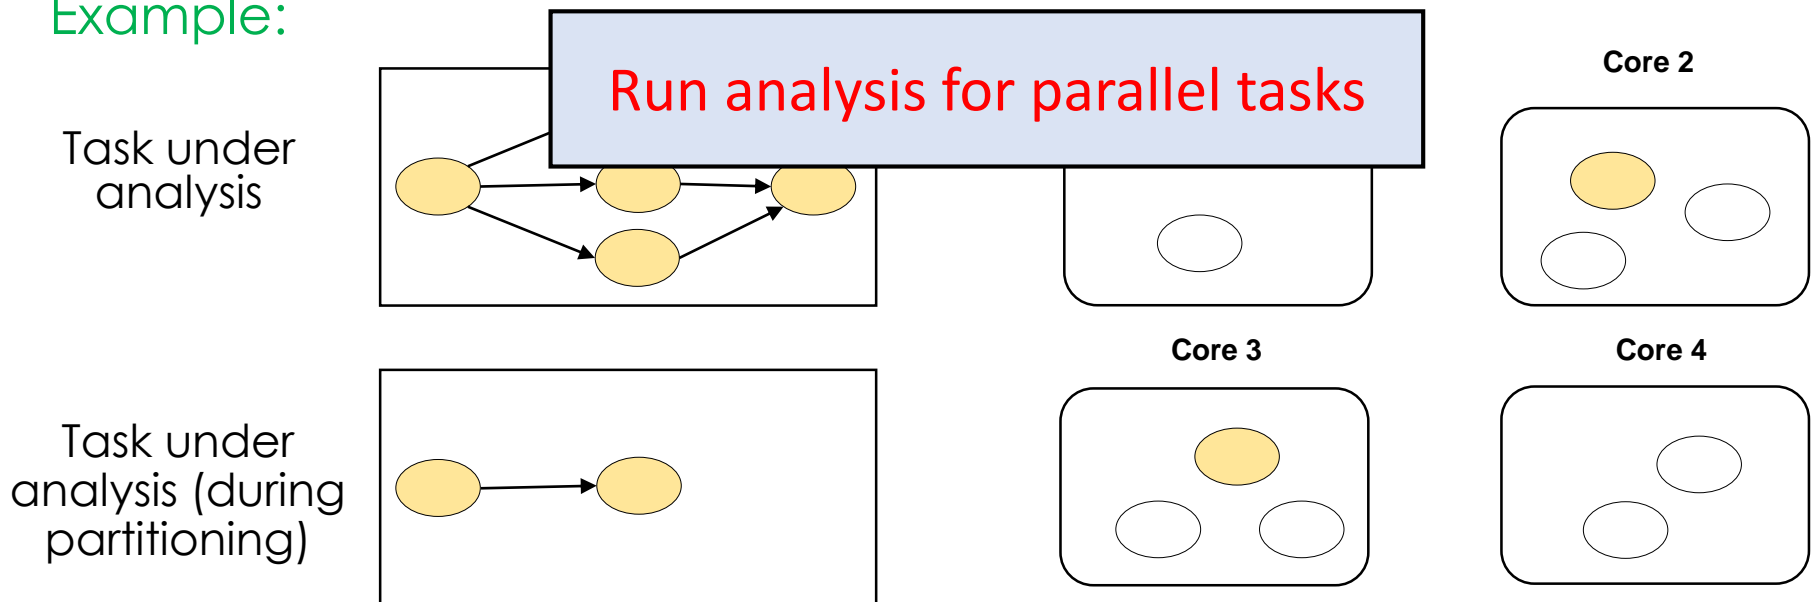 Example:
Run analysis for parallel tasks
Core 2
Task under
analysis
Core 3
Core 4
Task under
analysis (during
partitioning)